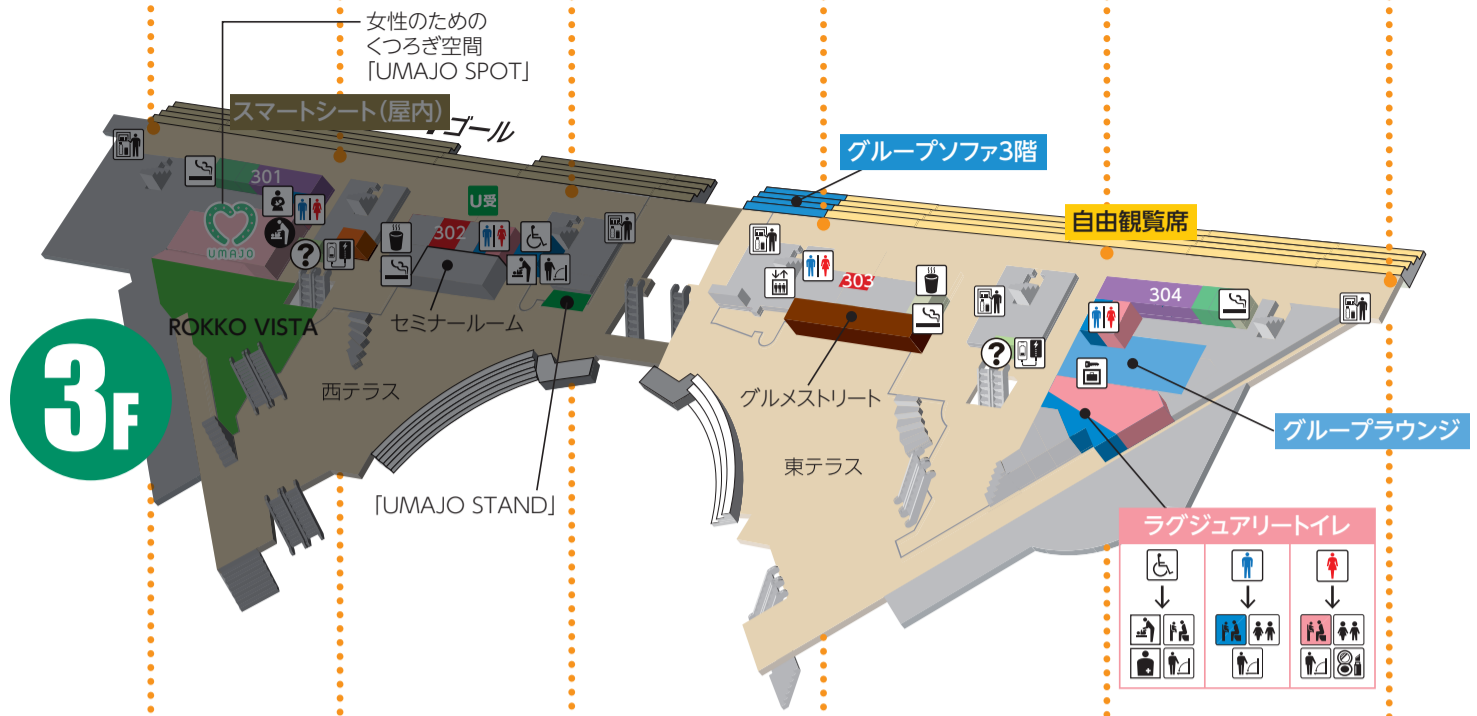 女性のための
くつろぎ空間
「UMAJO SPOT」
スマートシート(屋内)
ゴール
グループソファ3階
自由観覧席
301
UMAJO
U受
302
303
304
?
?
ROKKO VISTA
セミナールーム
3F
西テラス
グルメストリート
グループラウンジ
東テラス
「UMAJO STAND」
ラグジュアリートイレ